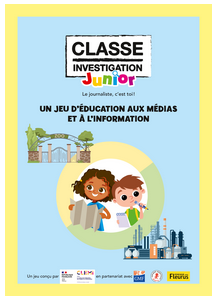 CLASSE
INVESTIGATION
Junior
Le journaliste, c'est toi!
UN JEU D'ÉDUCATION AUX MÉDIAS
ET À L'INFORMATION
Un jeu conçu par
en partenariat avec
Fleurus